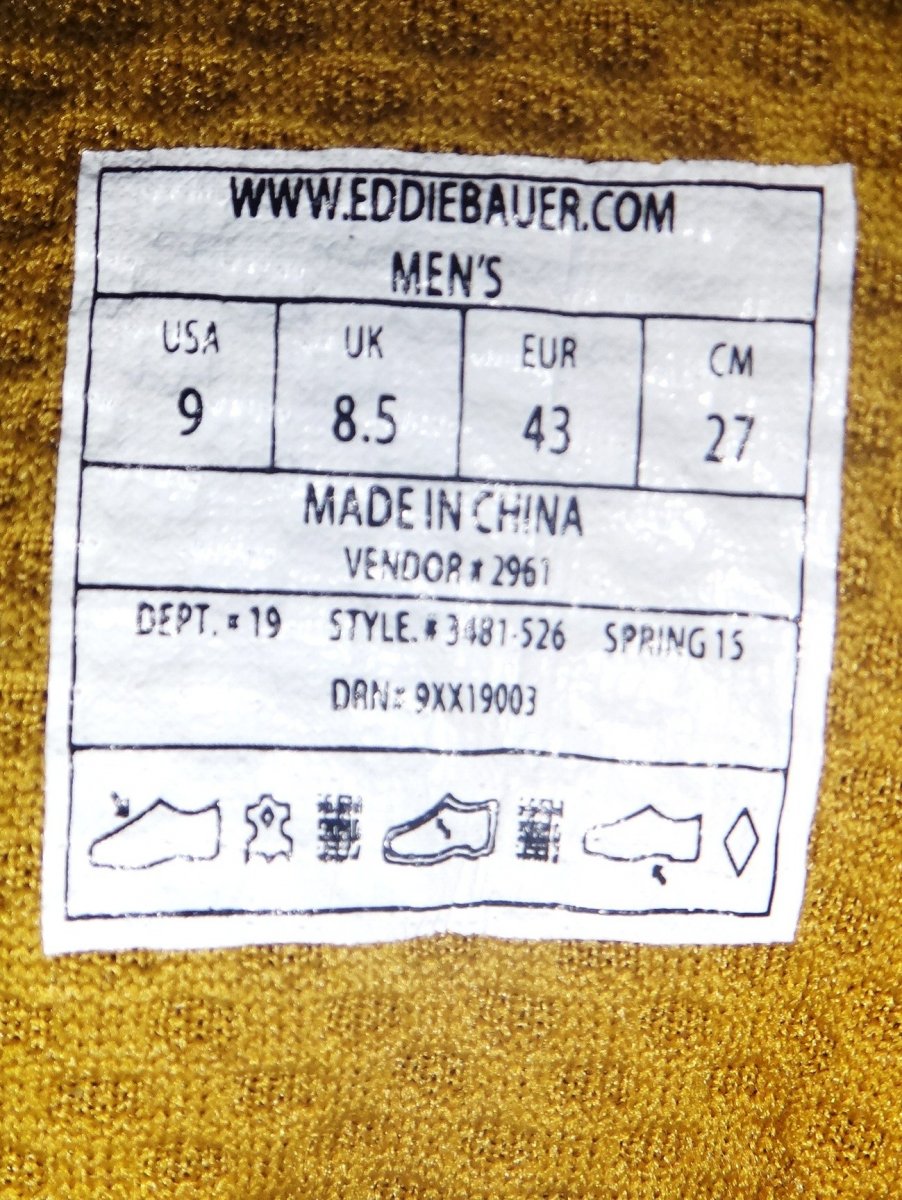 WWW.EDDIEBAUER.COM
MEN'S
USA UK EUR CM
9 8.5 43 27
MADE IN CHINA
VENDOR # 2961
DEPT. # 19 STYLE. # 3481-526 SPRING 15
DRN# 9XX19003